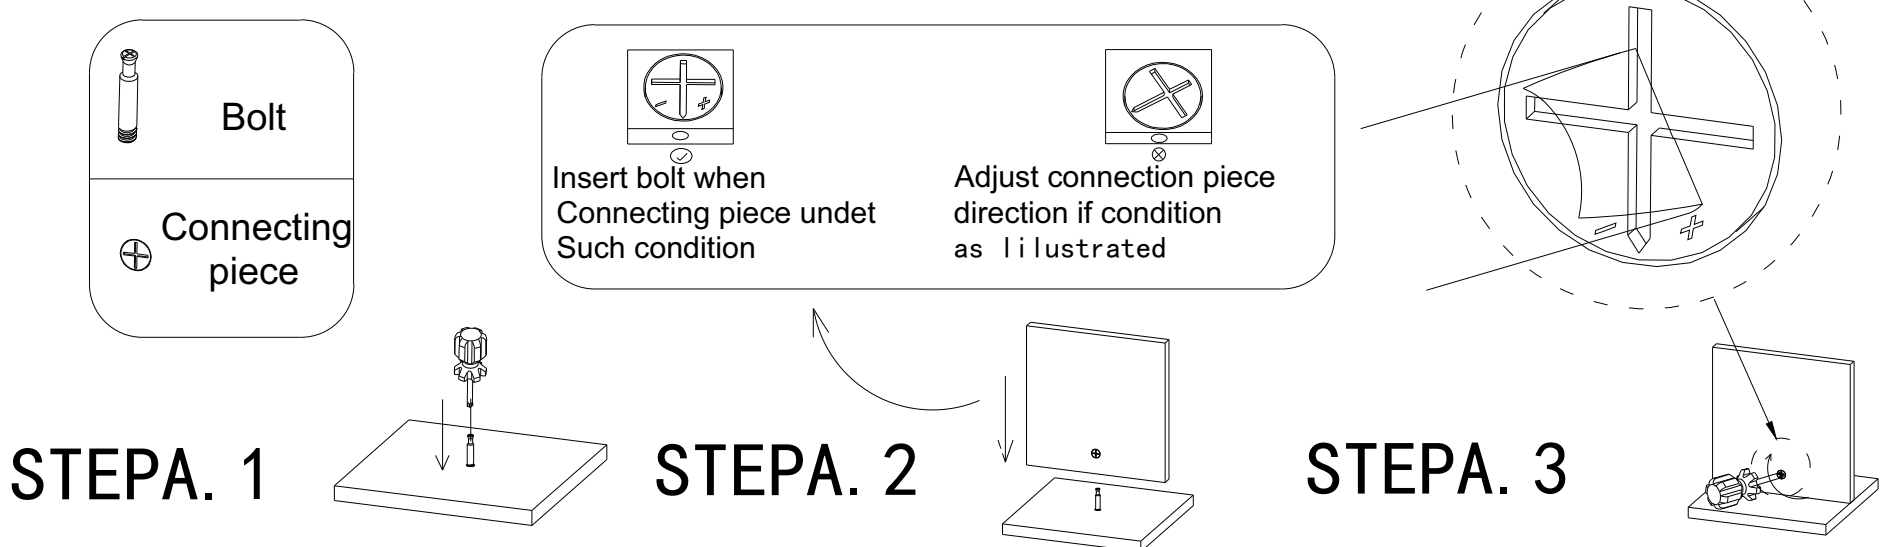 Bolt
Connecting
piece
Insert bolt when
Connecting piece undet
Such condition
Adjust connection piece
direction if condition
as lilustrated
STEPA. 1
STEPA. 2
STEPA. 3